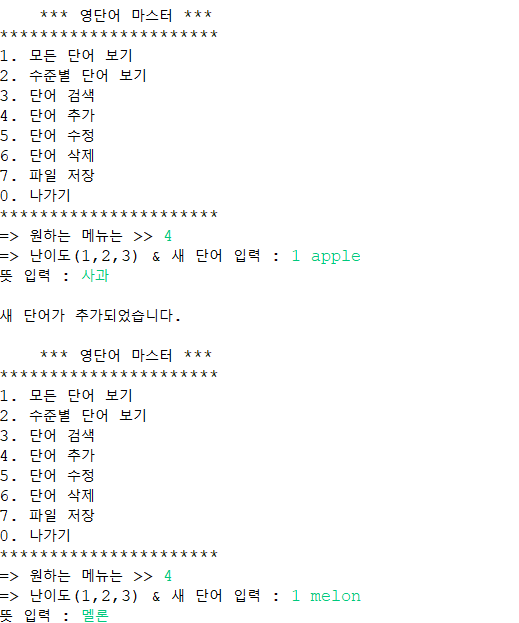 *** 영단어 마스터 ***
**********************
1. 모든 단어 보기
2. 수준별 단어 보기
3. 단어 검색
4. 단어 추가
5. 단어 수정
6. 단어 삭제
7. 파일 저장
0. 나가기
**********************
=> 원하는 메뉴는 >> 4
=> 난이도(1,2,3) & 새 단어 입력 : 1 apple
뜻 입력 : 사과
새 단어가 추가되었습니다.
*** 영단어 마스터 ***
**********************
1. 모든 단어 보기
2. 수준별 단어 보기
3. 단어 검색
4. 단어 추가
5. 단어 수정
6. 단어 삭제
7. 파일 저장
0. 나가기
**********************
=> 원하는 메뉴는 >> 4
=> 난이도(1,2,3) & 새 단어 입력 : 1 melon
뜻 입력 : 멜론